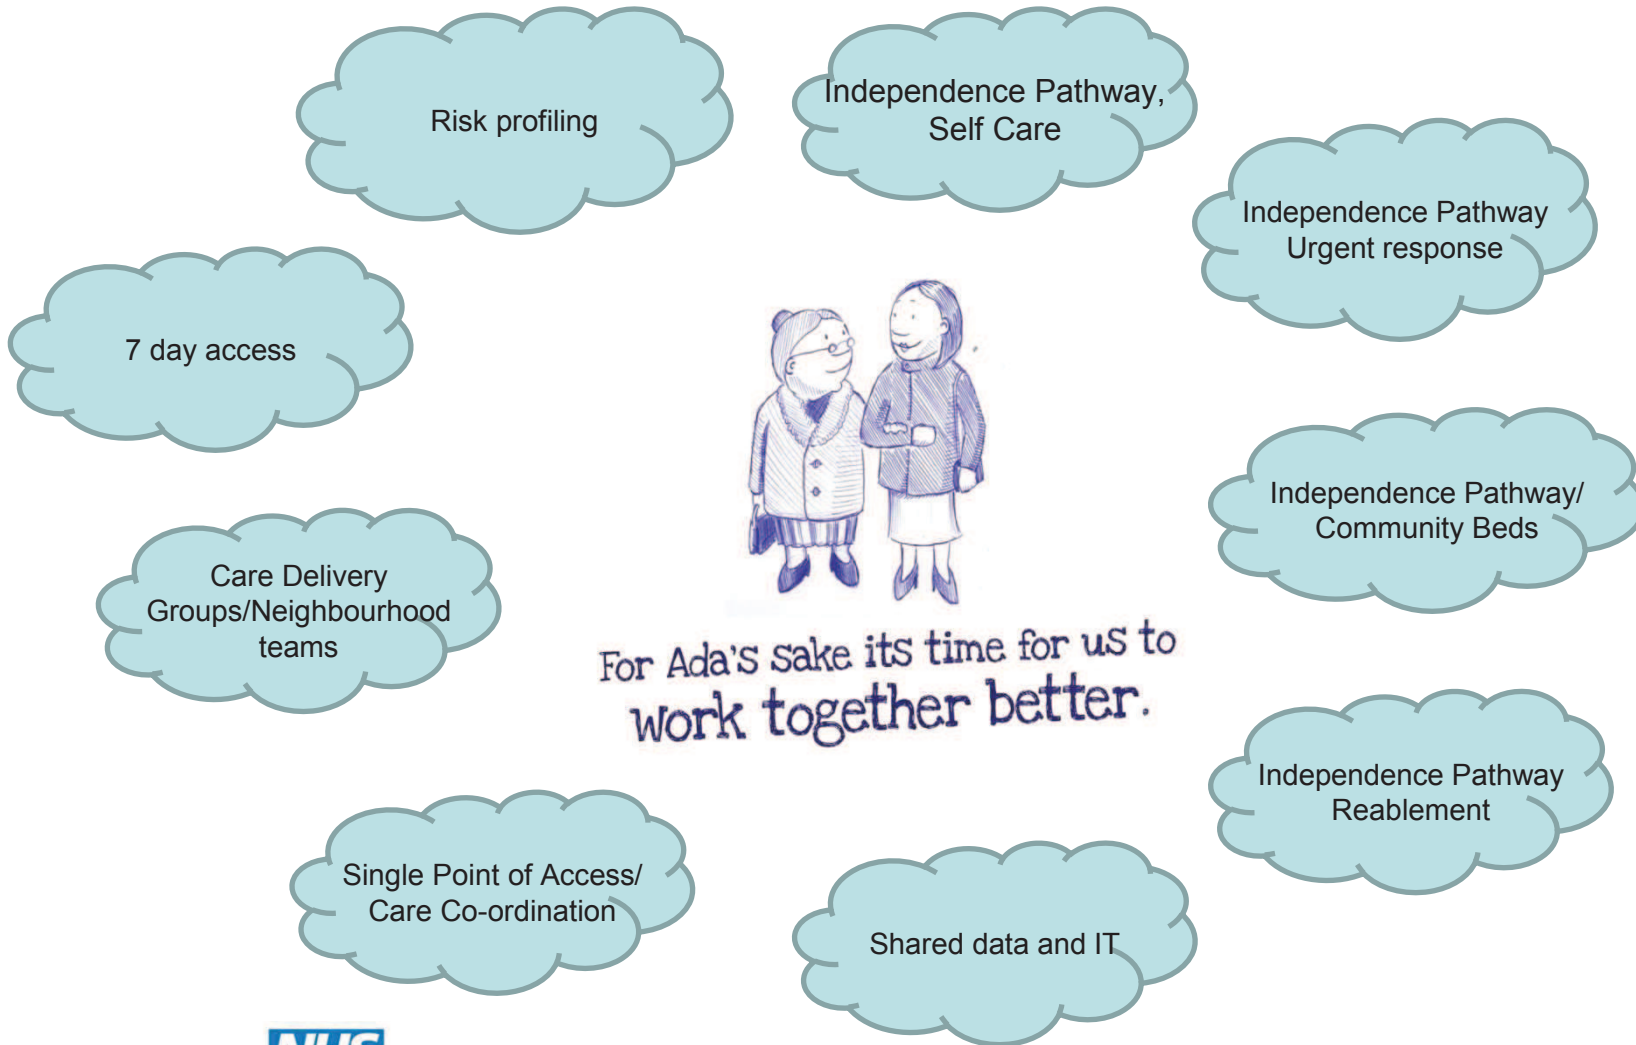 Risk profiling
Independence Pathway,
Self Care
Independence Pathway
Urgent response
7 day access
Independence Pathway/
Community Beds
Care Delivery
Groups/Neighbourhood
teams
For Ada's sake its time for us to
work together better.
Independence Pathway
Reablement
Single Point of Access/
Care Co-ordination
Shared data and IT
NHS